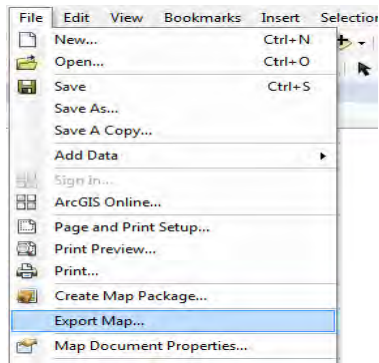 File Edit View Bookmarks Insert Selection
New... Ctrl+N
Open... Ctrl+O
Save Ctrl+S
Save As...
Save A Copy...
Add Data
Sign In...
ArcGIS Online...
Page and Print Setup...
Print Preview...
Print...
Create Map Package...
Export Map...
Map Document Properties...